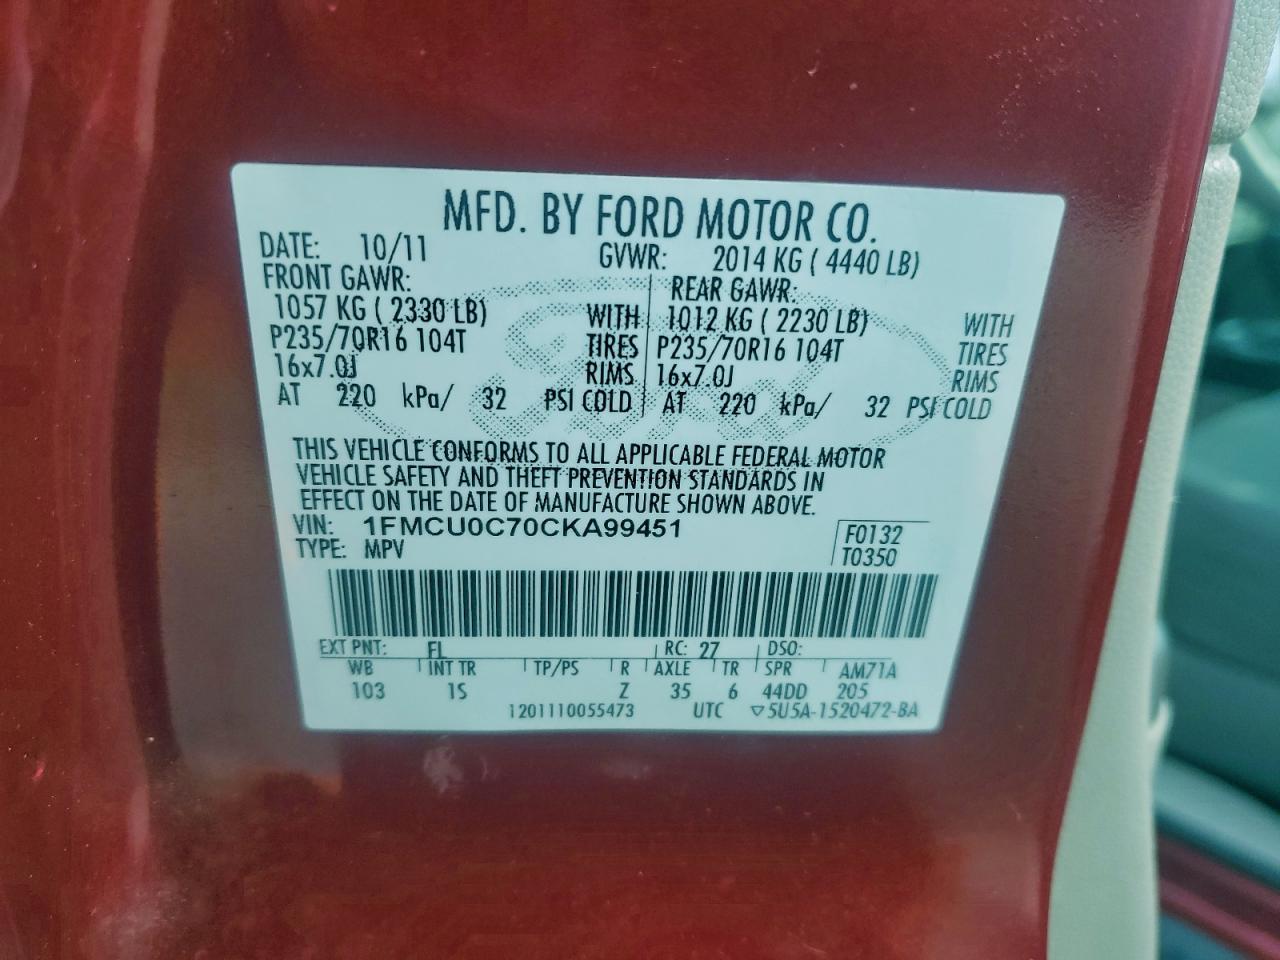 MFD. BY FORD MOTOR CO.
DATE: 10/11 GVWR: 2014 KG ( 4440 LB)
FRONT GAWR: REAR GAWR:
1057 KG ( 2330 LB) WITH 1012 KG ( 2230 LB) WITH
P235/70R16 104T TIRES P235/70R16 104T TIRES
16x7.0J RIMS 16x7.0J RIMS
AT 220 kPa/ 32 PSI COLD AT 220 kPa/ 32 PSI COLD
THIS VEHICLE CONFORMS TO ALL APPLICABLE FEDERAL MOTOR
VEHICLE SAFETY AND THEFT PREVENTION STANDARDS IN
EFFECT ON THE DATE OF MANUFACTURE SHOWN ABOVE.
VIN: 1FMCU0C70CKA99451 F0132
TYPE: MPV T0350
EXT PNT: FL RC: 27 DSO:
WB INT TR TP/PS R AXLE TR SPR AM71A
103 1S Z 35 6 44DD 205
1201110055473 UTC ▽5U5A-1520472-BA